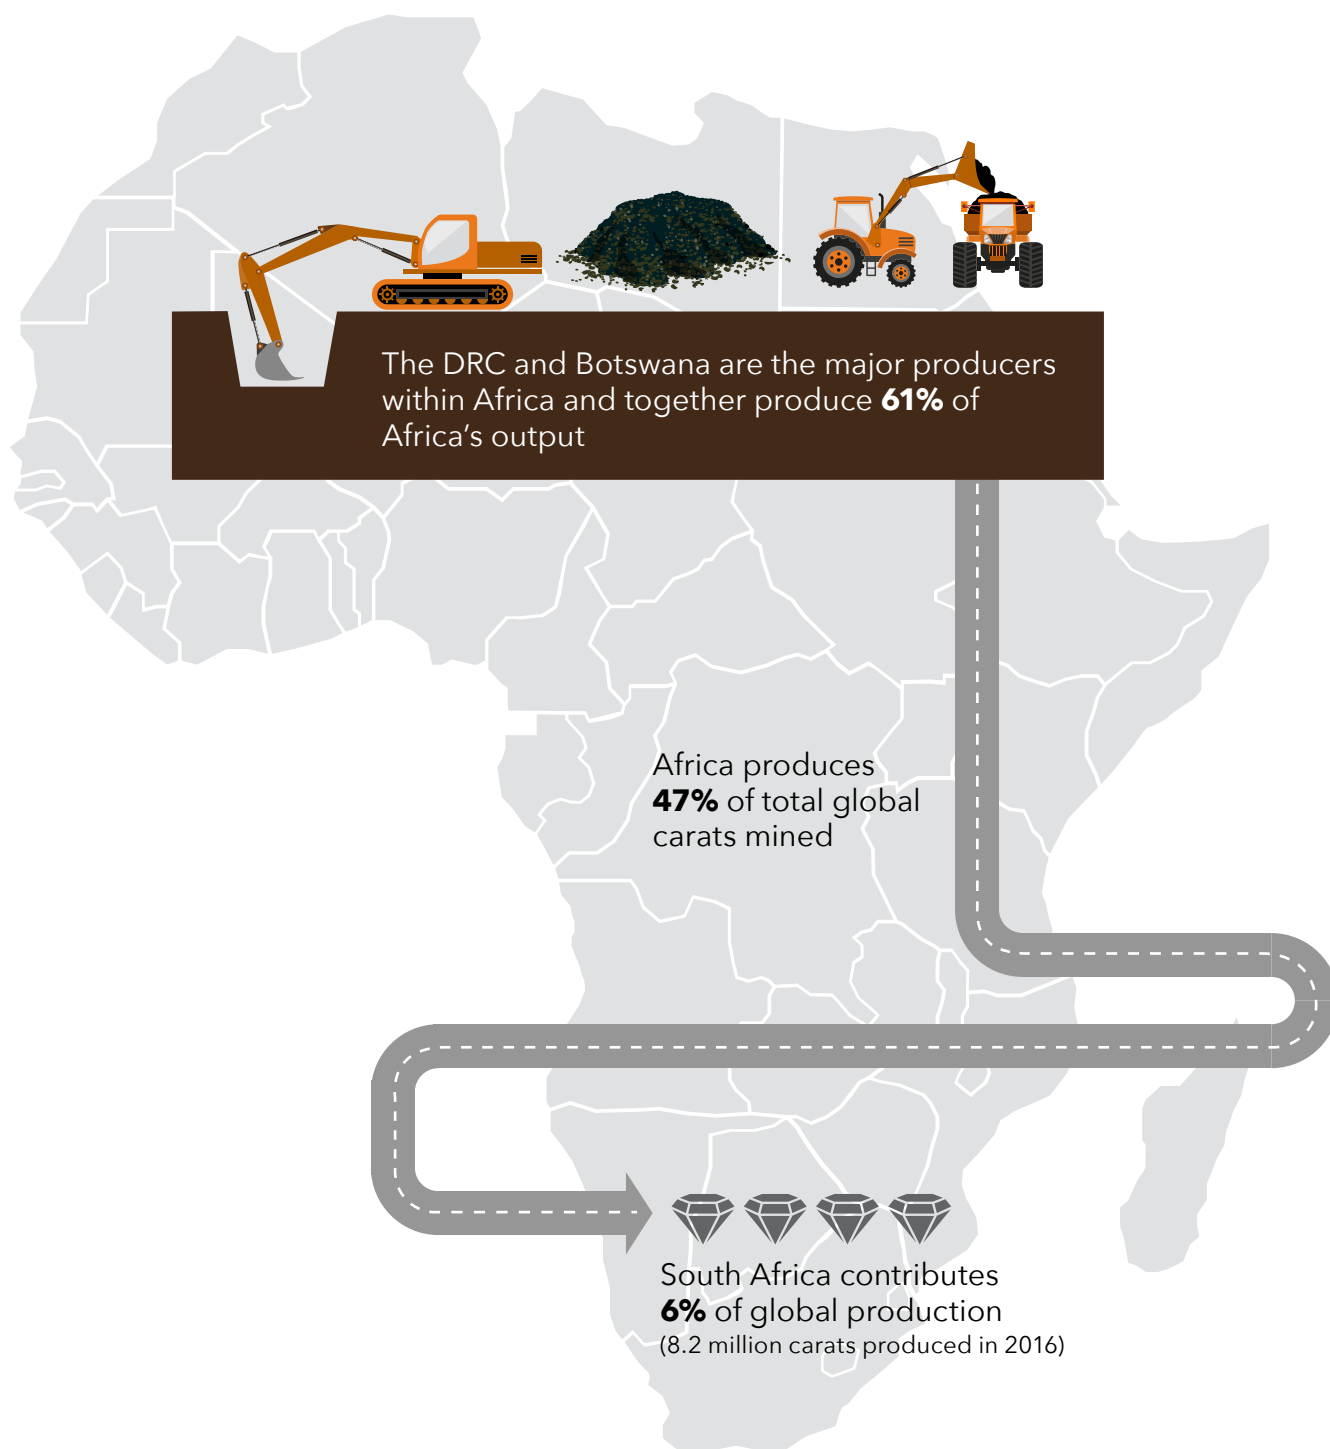 The DRC and Botswana are the major producers
within Africa and together produce 61% of
Africa’s output
Africa produces
47% of total global
carats mined
South Africa contributes
6% of global production
(8.2 million carats produced in 2016)